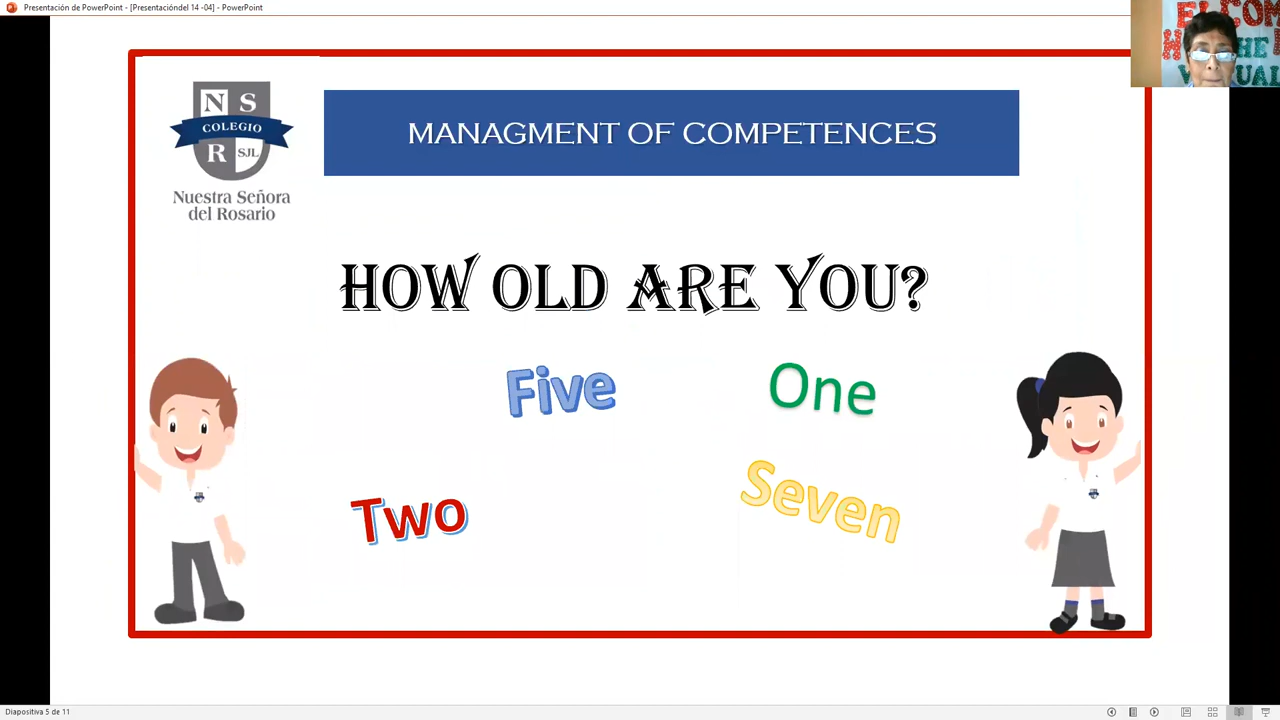 Presentación de PowerPoint - [Presentacióndel 14 -04] - PowerPoint
N S
COLEGIO
R SJL
Nuestra Señora
del Rosario
MANAGMENT OF COMPETENCES
HOW OLD ARE YOU?
Five
One
Two
Seven
Diapositiva 5 de 11